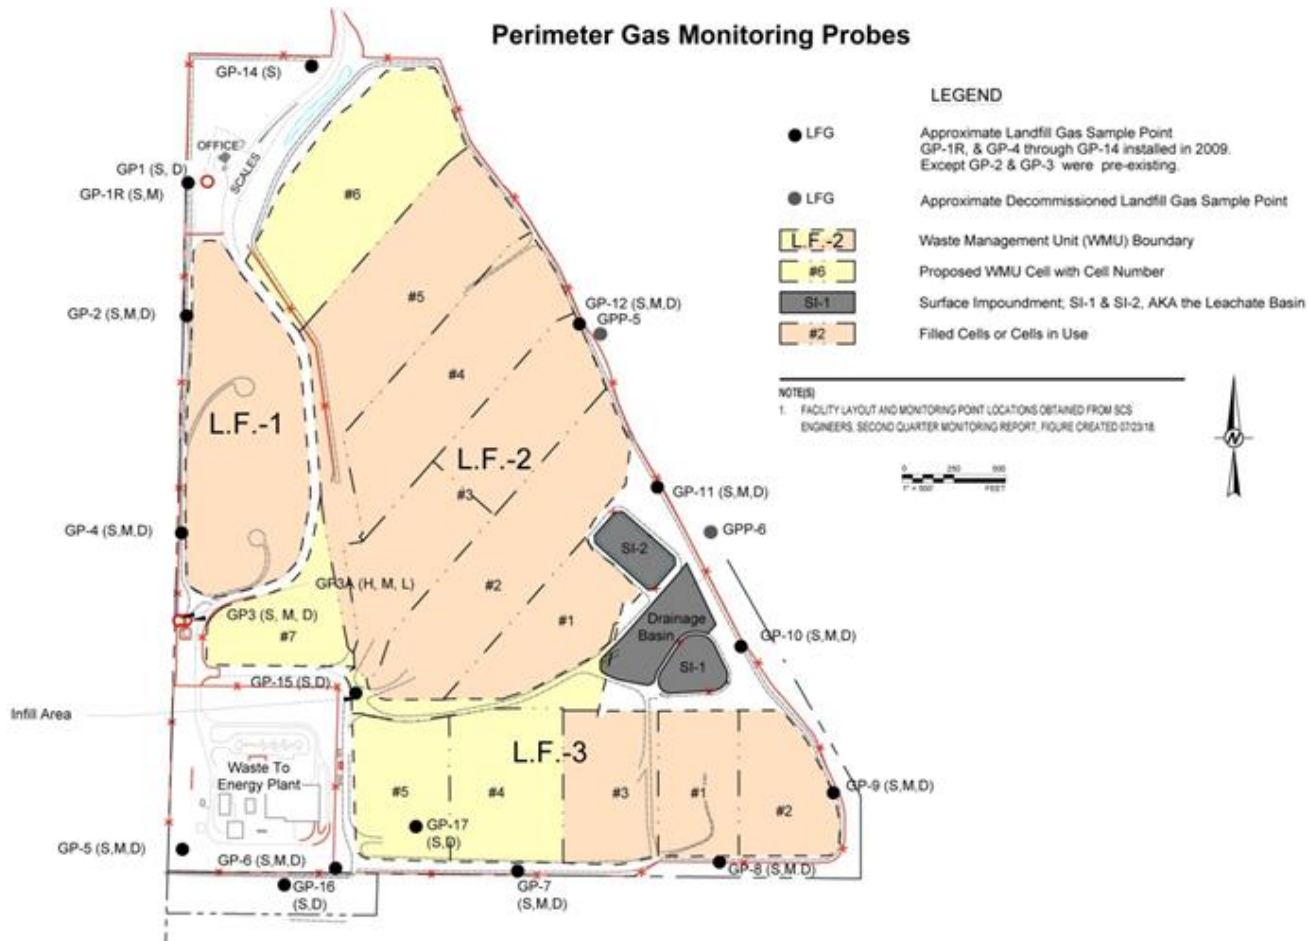 Perimeter Gas Monitoring Probes
LEGEND
LFG
Approximate Landfill Gas Sample Point
GP-1R, & GP-4 through GP-14 installed in 2009.
Except GP-2 & GP-3 were pre-existing.
LFG
Approximate Decommissioned Landfill Gas Sample Point
L.F.-2
Waste Management Unit (WMU) Boundary
#6
Proposed WMU Cell with Cell Number
SI-1
Surface Impoundment; SI-1 & SI-2, AKA the Leachate Basin
#2
Filled Cells or Cells in Use
NOTE(S)
1. FACILITY LAYOUT AND MONITORING POINT LOCATIONS OBTAINED FROM SCS
ENGINEERS, SECOND QUARTER MONITORING REPORT, FIGURE CREATED 07/23/18.
0 250 500
1" = 500' FEET
N
GP-14 (S)
OFFICE
SCALES
GP1 (S, D)
GP-1R (S,M)
#6
#5
GP-2 (S,M,D)
GP-12 (S,M,D)
GPP-5
#4
L.F.-1
L.F.-2
#3
GP-11 (S,M,D)
GP-4 (S,M,D)
GPP-6
SI-2
GP3A (H, M, L)
#2
GP3 (S, M, D)
#1
Drainage
Basin
#7
GP-10 (S,M,D)
SI-1
GP-15 (S,D)
Infill Area
L.F.-3
Waste To
Energy Plant
#5
#4
#3
#1
#2
GP-9 (S,M,D)
GP-17
(S,D)
GP-5 (S,M,D)
GP-6 (S,M,D)
GP-8 (S,M,D)
GP-16
(S,D)
GP-7
(S,M,D)